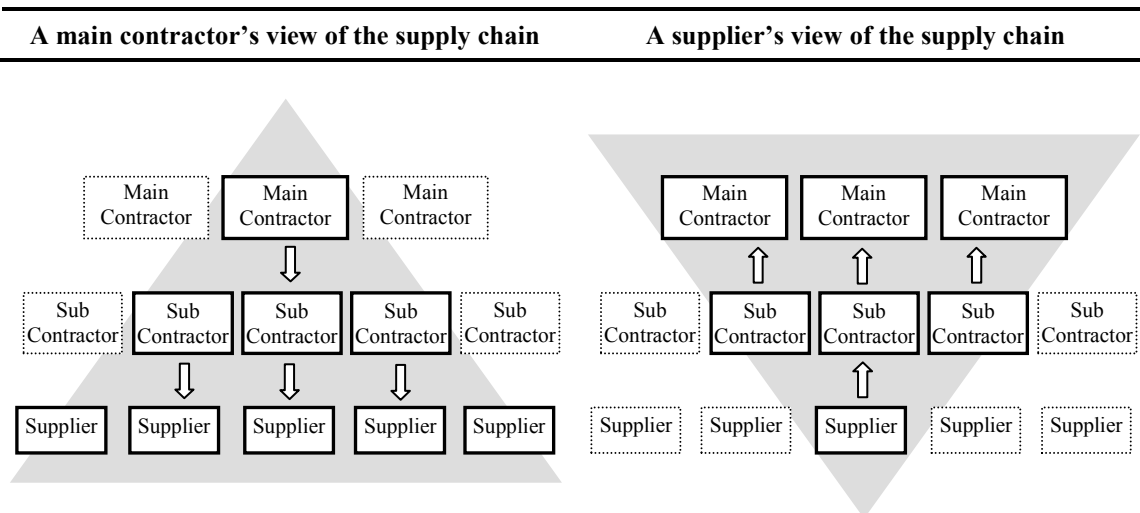 A main contractor's view of the supply chain
A supplier's view of the supply chain
Main
Contractor
Main
Contractor
Main
Contractor
Sub
Contractor
Sub
Contractor
Sub
Contractor
Sub
Contractor
Sub
Contractor
Supplier
Supplier
Supplier
Supplier
Supplier
Main
Contractor
Main
Contractor
Main
Contractor
Sub
Contractor
Sub
Contractor
Sub
Contractor
Sub
Contractor
Sub
Contractor
Supplier
Supplier
Supplier
Supplier
Supplier